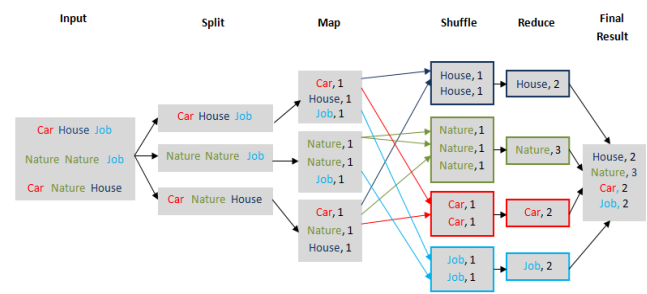 Input
Split
Map
Shuffle
Reduce
Final
Result
Car House Job
Nature Nature Job
Car Nature House
Car House Job
Nature Nature Job
Car Nature House
Car, 1
House, 1
Job, 1
Nature, 1
Nature, 1
Job, 1
Car, 1
Nature, 1
House, 1
House, 1
House, 1
Nature, 1
Nature, 1
Nature, 1
Car, 1
Car, 1
Job, 1
Job, 1
House, 2
Nature, 3
Car, 2
Job, 2
House, 2
Nature, 3
Car, 2
Job, 2